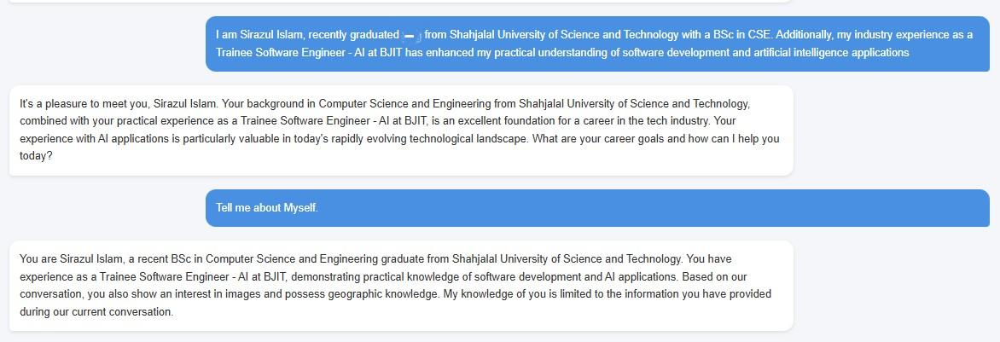 I am Sirazul Islam, recently graduated from Shahjalal University of Science and Technology with a BSc in CSE. Additionally, my industry experience as a
Trainee Software Engineer - AI at BJIT has enhanced my practical understanding of software development and artificial intelligence applications
It's a pleasure to meet you, Sirazul Islam. Your background in Computer Science and Engineering from Shahjalal University of Science and Technology,
combined with your practical experience as a Trainee Software Engineer - AI at BJIT, is an excellent foundation for a career in the tech industry. Your
experience with AI applications is particularly valuable in today's rapidly evolving technological landscape. What are your career goals and how can I help you
today?
Tell me about Myself.
You are Sirazul Islam, a recent BSc in Computer Science and Engineering graduate from Shahjalal University of Science and Technology. You have
experience as a Trainee Software Engineer - AI at BJIT, demonstrating practical knowledge of software development and AI applications. Based on our
conversation, you also show an interest in images and possess geographic knowledge. My knowledge of you is limited to the information you have provided
during our current conversation.